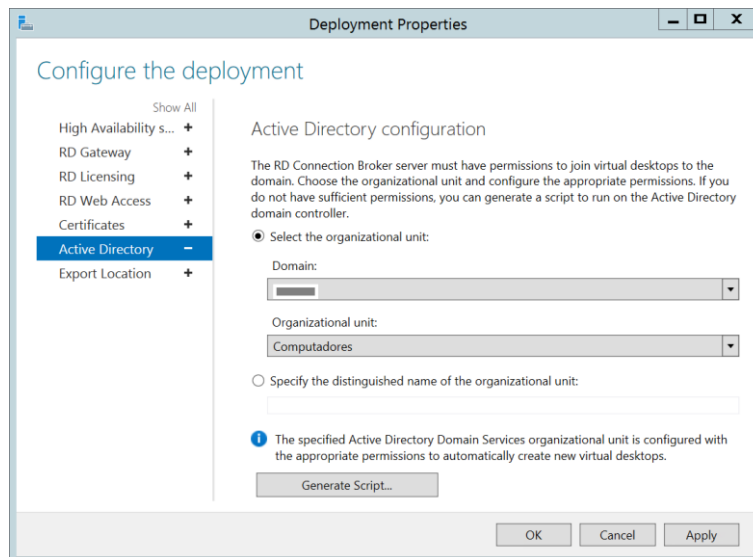 Deployment Properties
Configure the deployment
Show All
High Availability s...
RD Gateway
RD Licensing
RD Web Access
Certificates
Active Directory
Export Location
Active Directory configuration
The RD Connection Broker server must have permissions to join virtual desktops to the
domain. Choose the organizational unit and configure the appropriate permissions. If you
do not have sufficient permissions, you can generate a script to run on the Active Directory
domain controller.
Select the organizational unit:
Domain:
Organizational unit:
Computadores
Specify the distinguished name of the organizational unit:
The specified Active Directory Domain Services organizational unit is configured with
the appropriate permissions to automatically create new virtual desktops.
Generate Script...
OK Cancel Apply